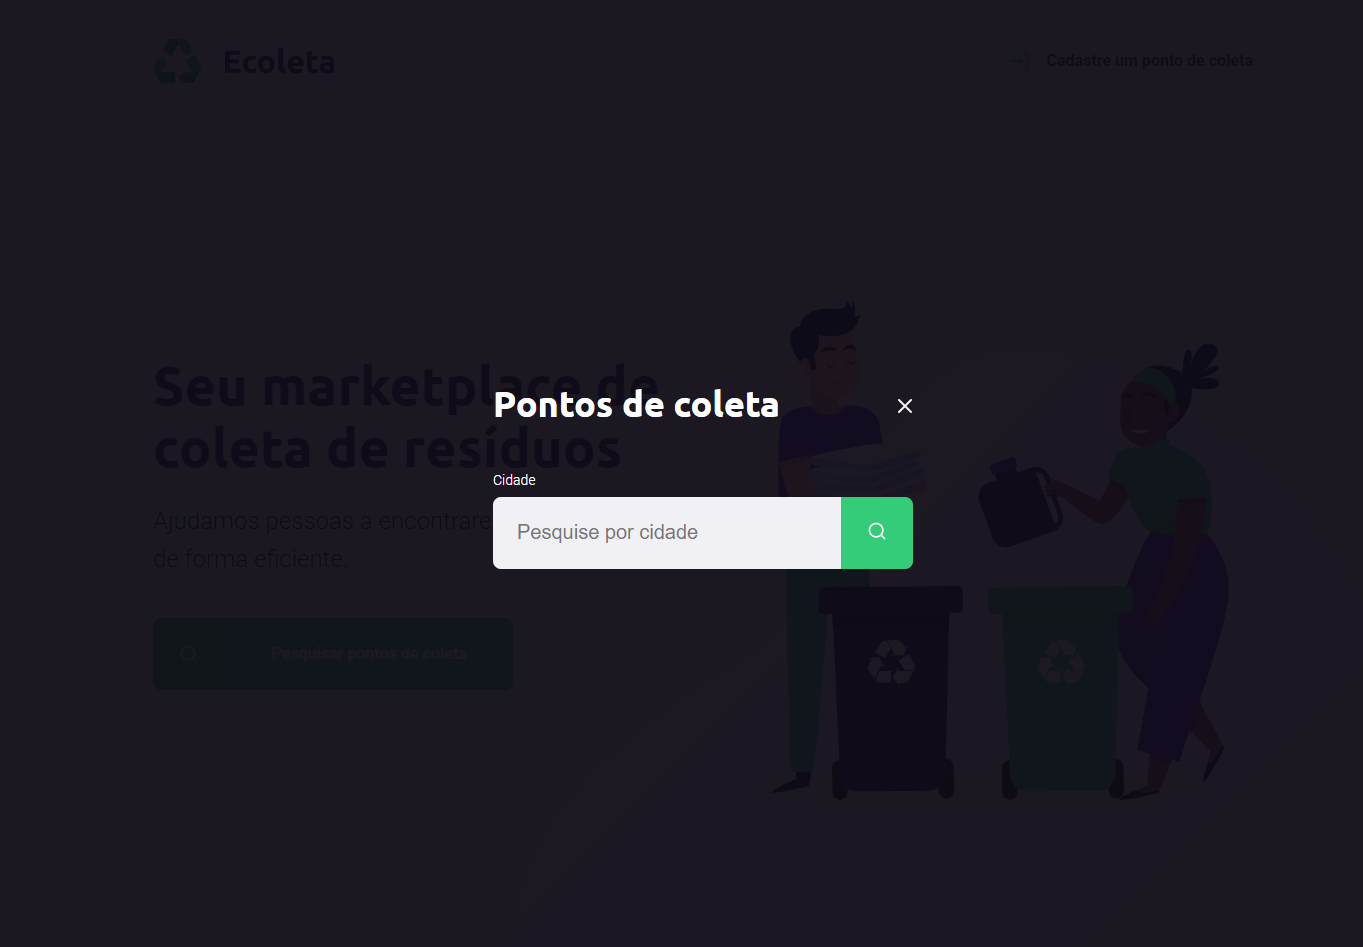 Ecoleta
Cadastre um ponto de coleta
Seu marketplace de
coleta de resíduos
Ajudamos pessoas a encontrare
de forma eficiente.
Pesquisar pontos de coleta
Pontos de coleta
Cidade
Pesquise por cidade